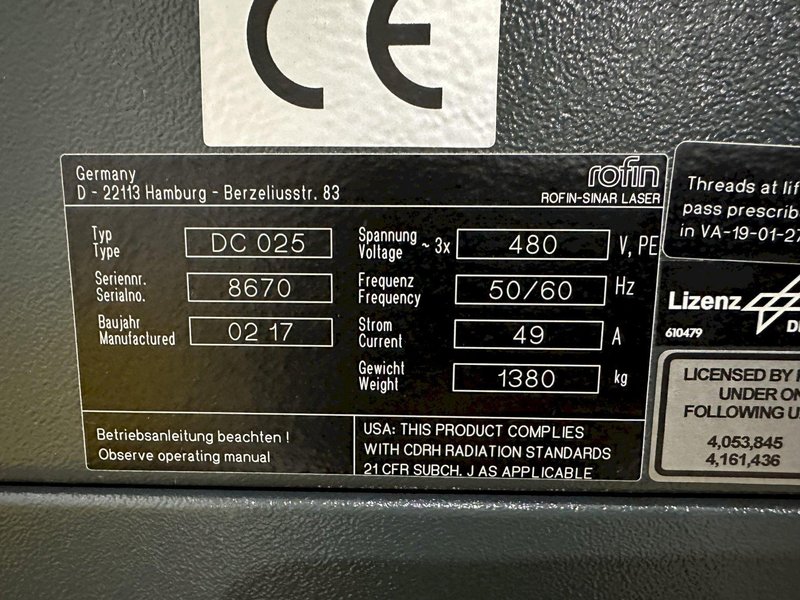 CE
Germany
D - 22113 Hamburg - Berzeliusstr. 83
rofin
ROFIN-SINAR LASER
Typ
Type
DC 025
Spannung
Voltage
~ 3x
480
V, PE
Seriennr.
Serialno.
8670
Frequenz
Frequency
50/60
Hz
Baujahr
Manufactured
02 17
Strom
Current
49
A
Gewicht
Weight
1380
kg
Betriebsanleitung beachten !
Observe operating manual
USA: THIS PRODUCT COMPLIES
WITH CDRH RADIATION STANDARDS
21 CFR SUBCH. J AS APPLICABLE
Threads at
pass
in VA-19-01-27
Lizenz
610479
LICENSED BY
UNDER
FOLLOWING
4,053,845
4,161,436